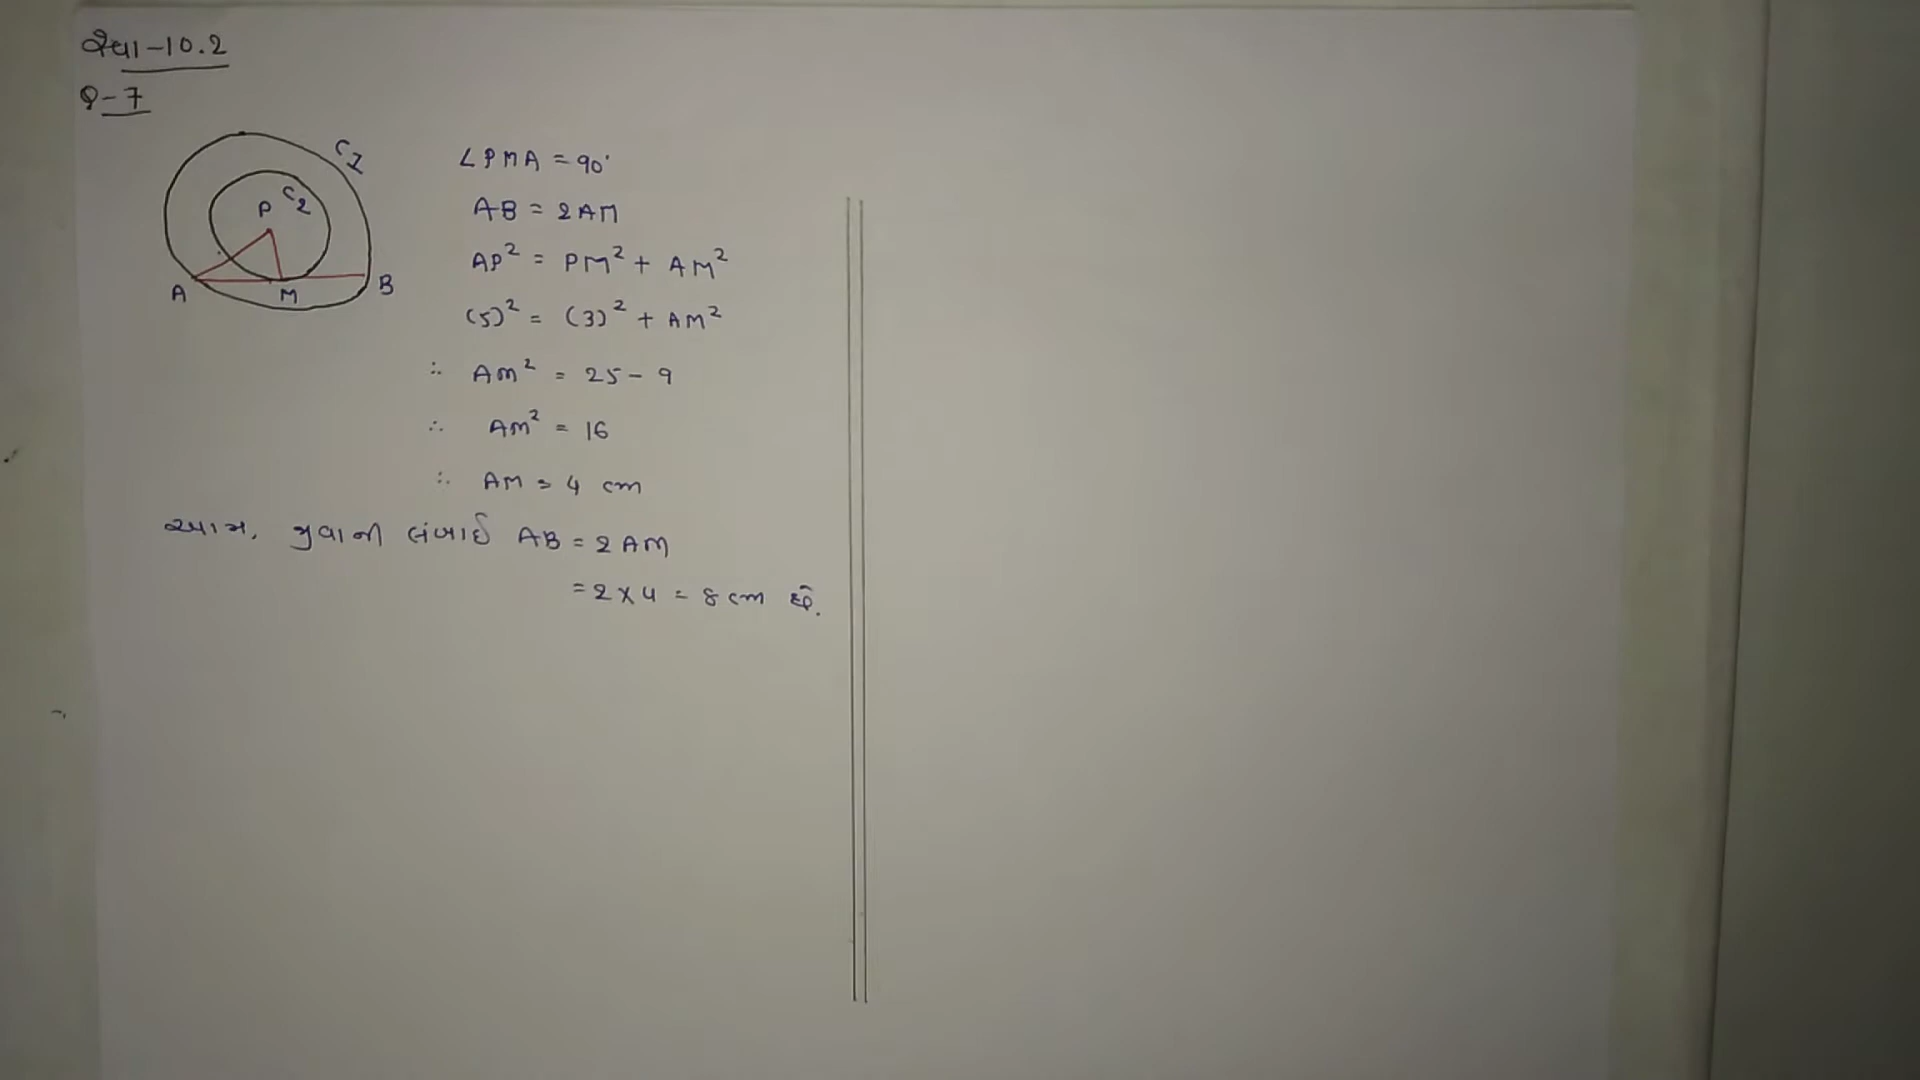 સ્વા-10.2
Q-7
C1
C2
P
A
M
B
∠PMA = 90°
AB = 2AM
AP² = PM² + AM²
(5)² = (3)² + AM²
∴ AM² = 25 - 9
∴ AM² = 16
∴ AM = 4 cm
આમ, જીવાની લંબાઈ AB = 2AM
= 2 × 4 = 8 cm છે.